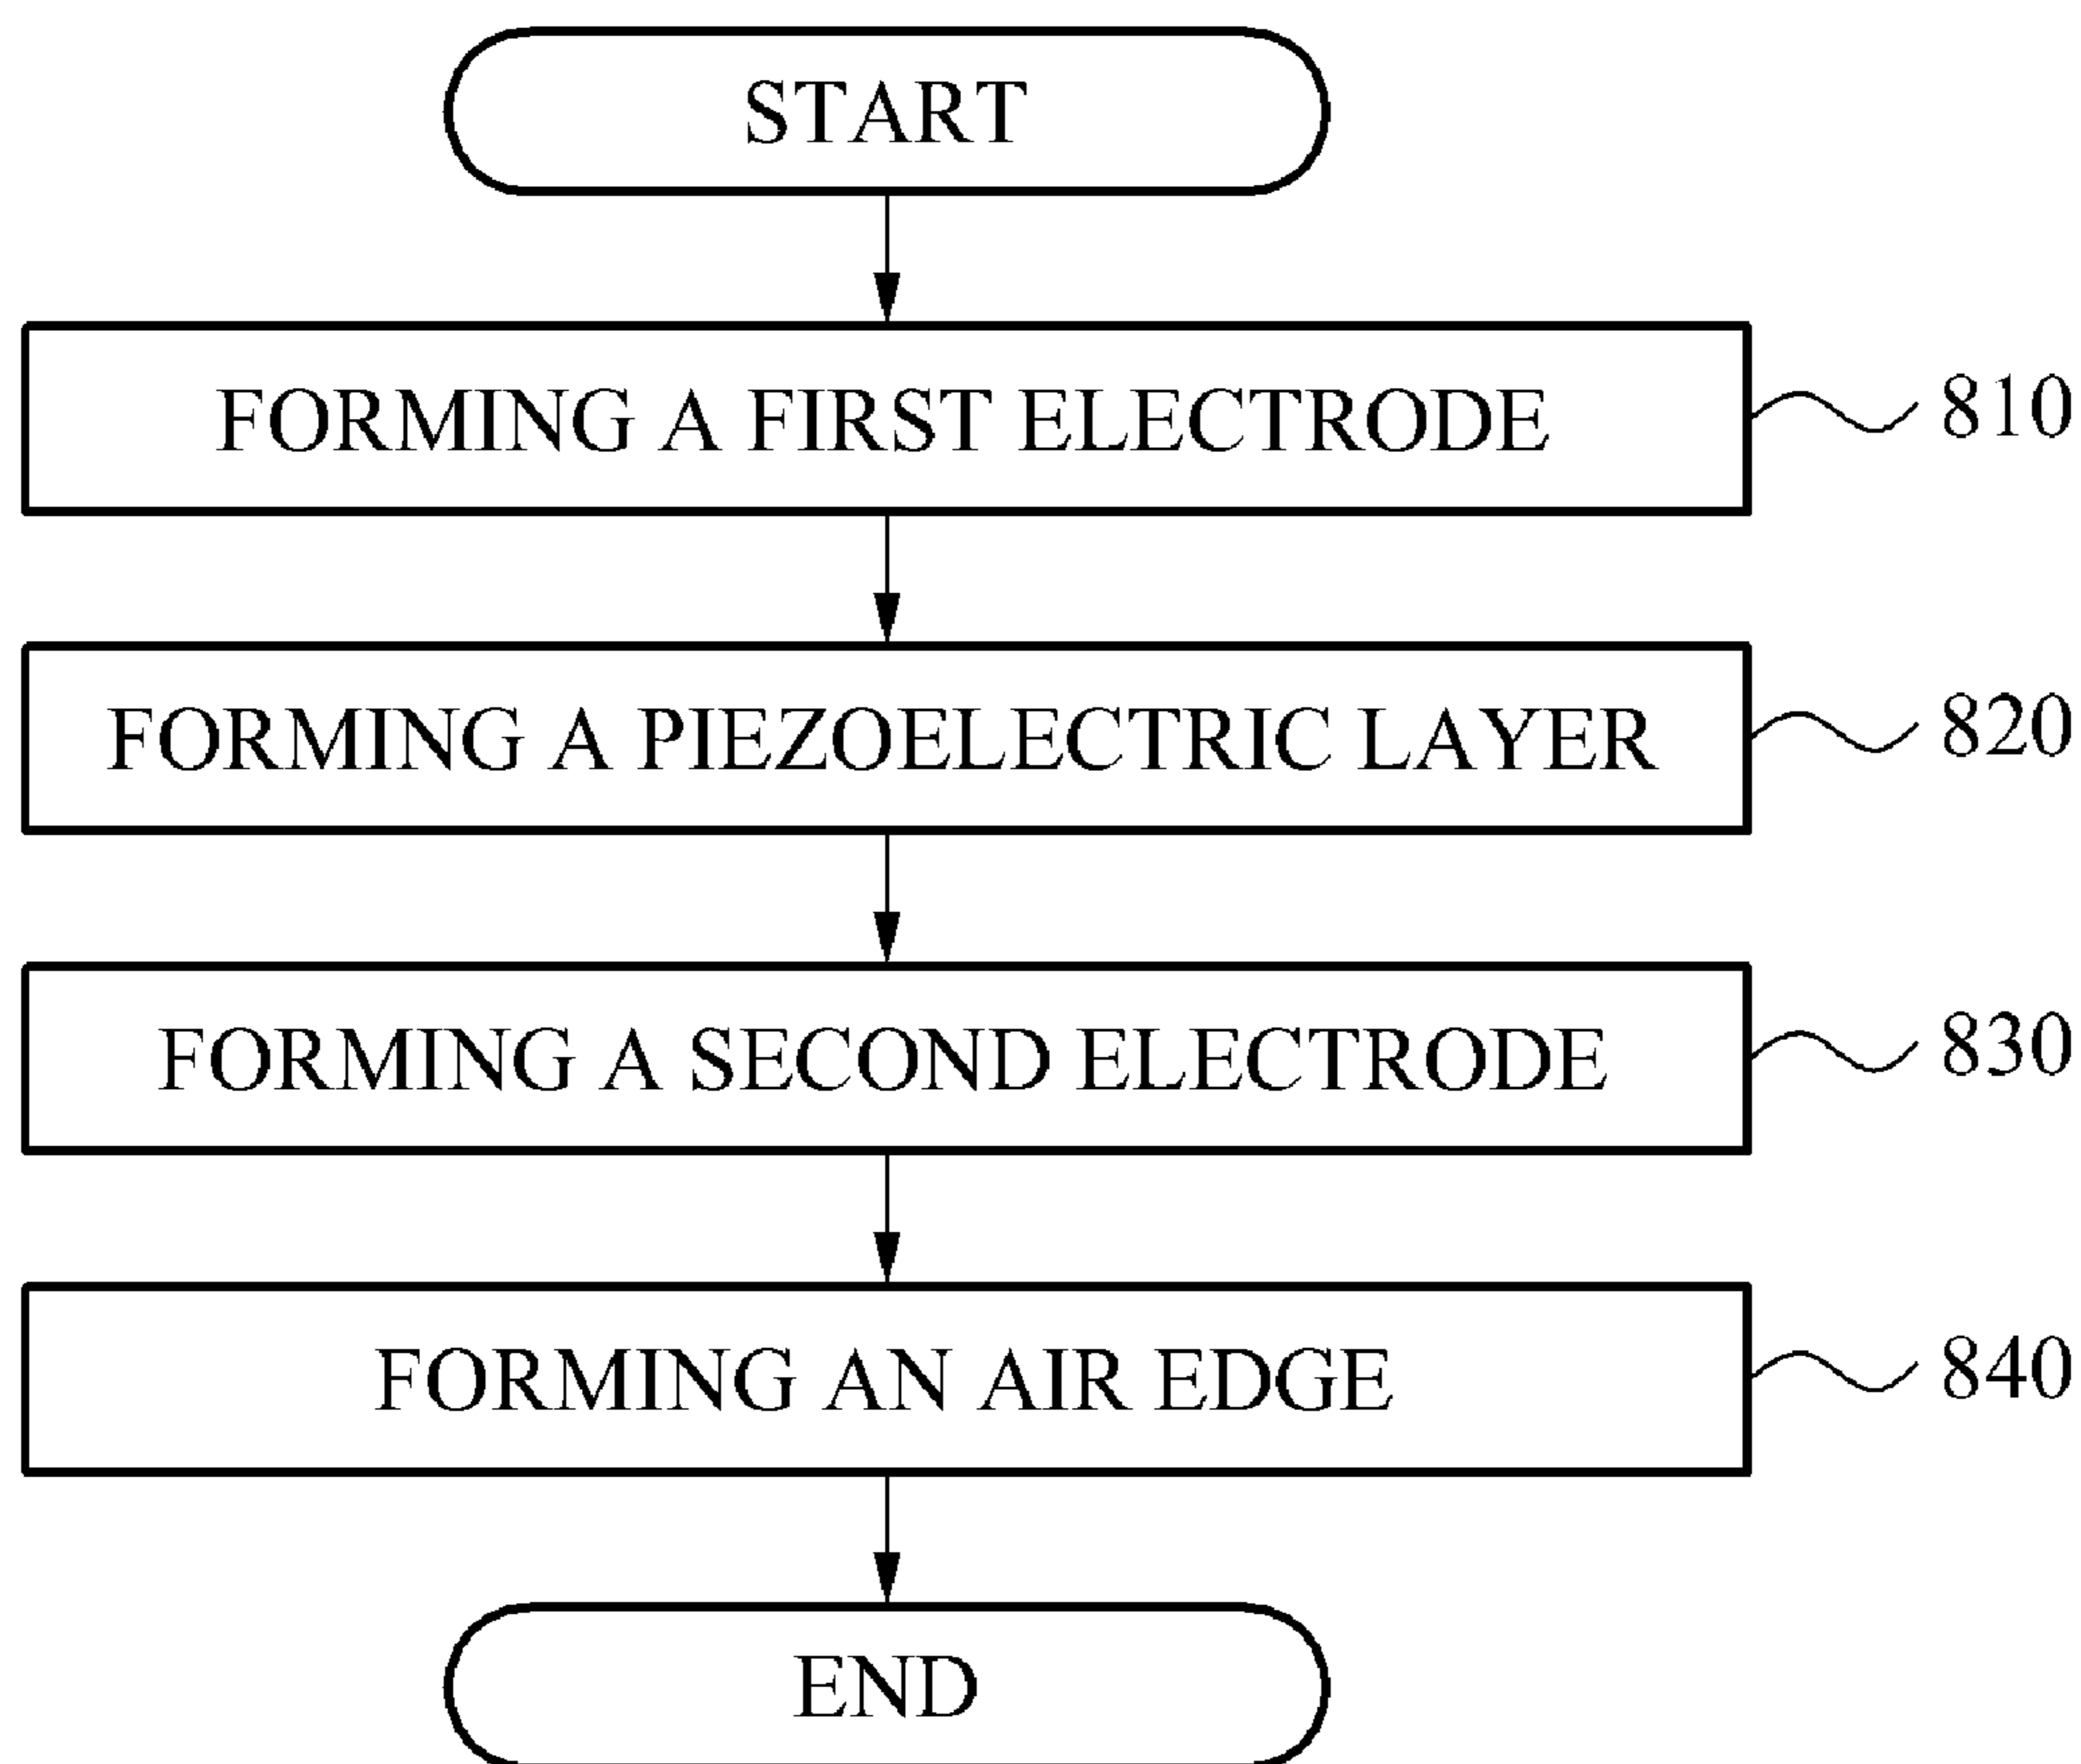 START
FORMING A FIRST ELECTRODE
810
FORMING A PIEZOELECTRIC LAYER
820
FORMING A SECOND ELECTRODE
830
FORMING AN AIR EDGE
840
END